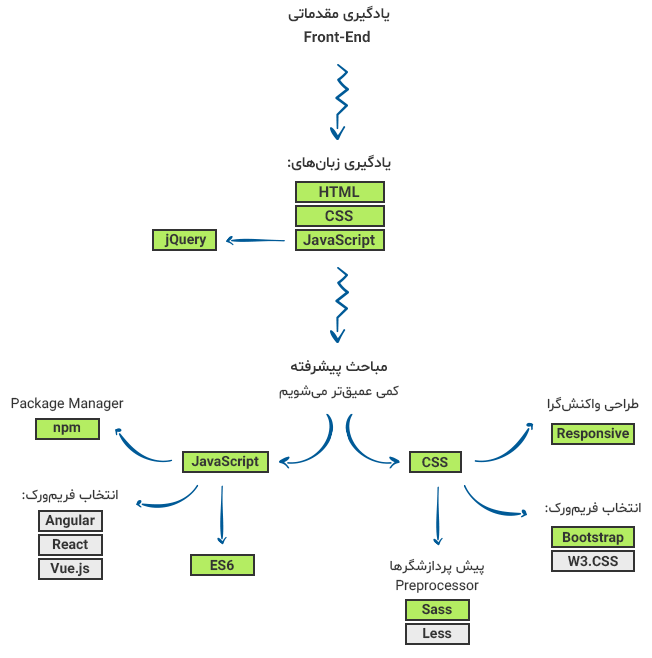 یادگیری مقدماتی
Front-End
یادگیری زبان‌های:
HTML
CSS
JavaScript
jQuery
مباحث پیشرفته
کمی عمیق‌تر می‌شویم
Package Manager
npm
طراحی واکنش‌گرا
Responsive
JavaScript
CSS
انتخاب فریم‌ورک:
Angular
React
Vue.js
ES6
انتخاب فریم‌ورک:
Bootstrap
W3.CSS
پیش پردازشگرها
Preprocessor
Sass
Less